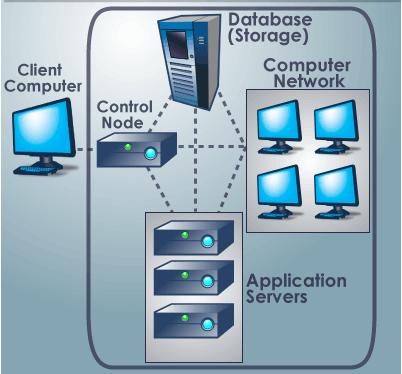 Database
(Storage)
Client
Computer
Computer
Network
Control
Node
Application
Servers